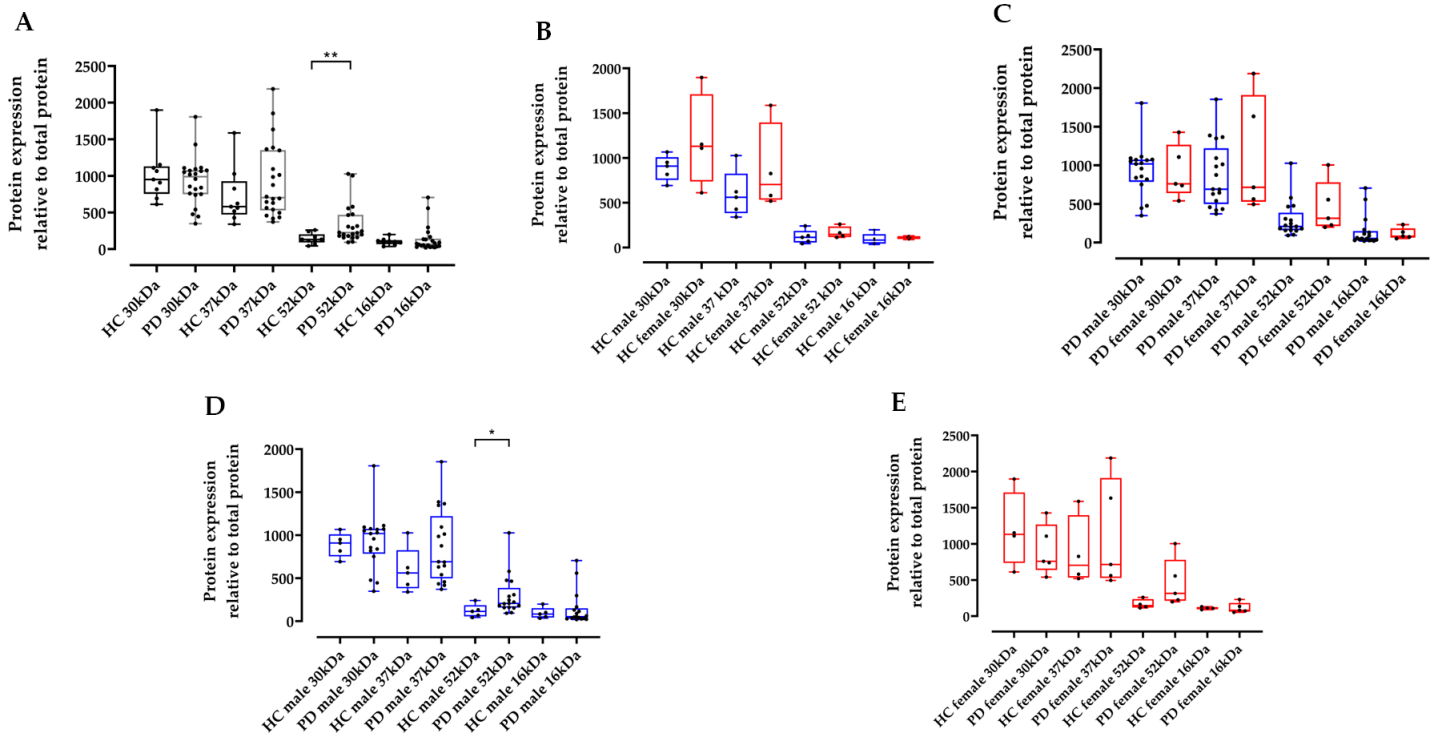 A
Protein expression
relative to total protein
2500
2000
1500
1000
500
0
**
HC 30kDa
PD 30kDa
HC 37kDa
PD 37kDa
HC 52kDa
PD 52kDa
HC 16kDa
PD 16kDa
B
Protein expression
relative to total protein
2000
1500
1000
500
0
HC male 30kDa
HC female 30kDa
HC male 37 kDa
HC female 37kDa
HC male 52kDa
HC female 52 kDa
HC male 16 kDa
HC female 16kDa
C
Protein expression
relative to total protein
2500
2000
1500
1000
500
0
PD male 30kDa
PD female 30kDa
PD male 37kDa
PD female 37kDa
PD male 52kDa
PD female 52kDa
PD male 16kDa
PD female 16kDa
D
Protein expression
relative to total protein
2000
1500
1000
500
0
*
HC male 30kDa
PD male 30kDa
HC male 37kDa
PD male 37kDa
HC male 52kDa
PD male 52kDa
HC male 16kDa
PD male 16kDa
E
Protein expression
relative to total protein
2500
2000
1500
1000
500
0
HC female 30kDa
PD female 30kDa
HC female 37kDa
PD female 37kDa
HC female 52kDa
PD female 52kDa
HC female 16kDa
PD female 16kDa